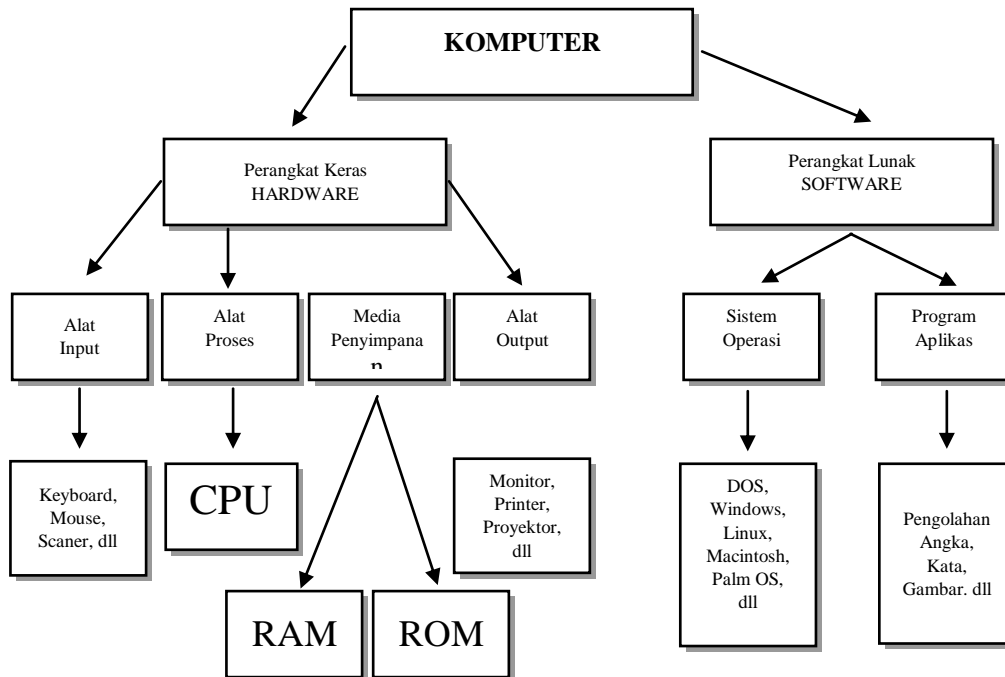 KOMPUTER
Perangkat Keras
HARDWARE
Perangkat Lunak
SOFTWARE
Alat
Input
Alat
Proses
Media
Penyimpana
n
Alat
Output
Sistem
Operasi
Program
Aplikas
Keyboard,
Mouse,
Scaner, dll
CPU
Monitor,
Printer,
Proyektor,
dll
DOS,
Windows,
Linux,
Macintosh,
Palm OS,
dll
Pengolahan
Angka,
Kata,
Gambar. dll
RAM
ROM